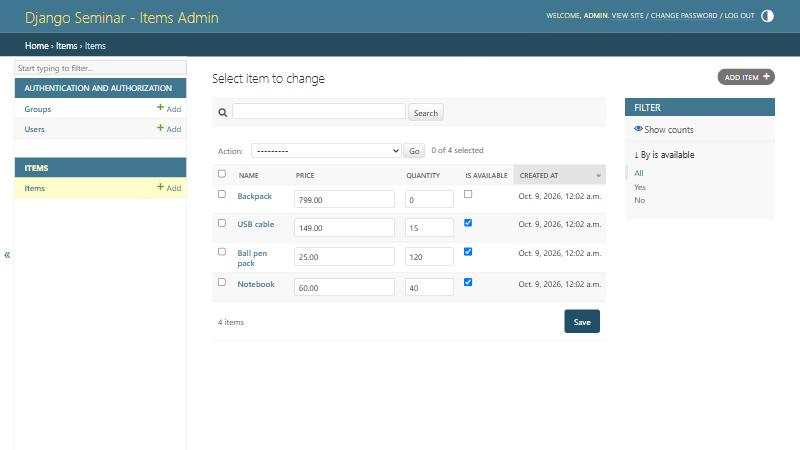 Django Seminar - Items Admin
WELCOME, ADMIN. VIEW SITE / CHANGE PASSWORD / LOG OUT
Home › Items › Items
Start typing to filter...
AUTHENTICATION AND AUTHORIZATION
Groups + Add
Users + Add
ITEMS
Items + Add
«
Select item to change
ADD ITEM +
Search
Action: --------- Go 0 of 4 selected
NAME PRICE QUANTITY IS AVAILABLE CREATED AT
Backpack 799.00 0 Oct. 9, 2026, 12:02 a.m.
USB cable 149.00 15 Oct. 9, 2026, 12:02 a.m.
Ball pen pack 25.00 120 Oct. 9, 2026, 12:02 a.m.
Notebook 60.00 40 Oct. 9, 2026, 12:02 a.m.
4 items
Save
FILTER
Show counts
↓ By is available
All
Yes
No